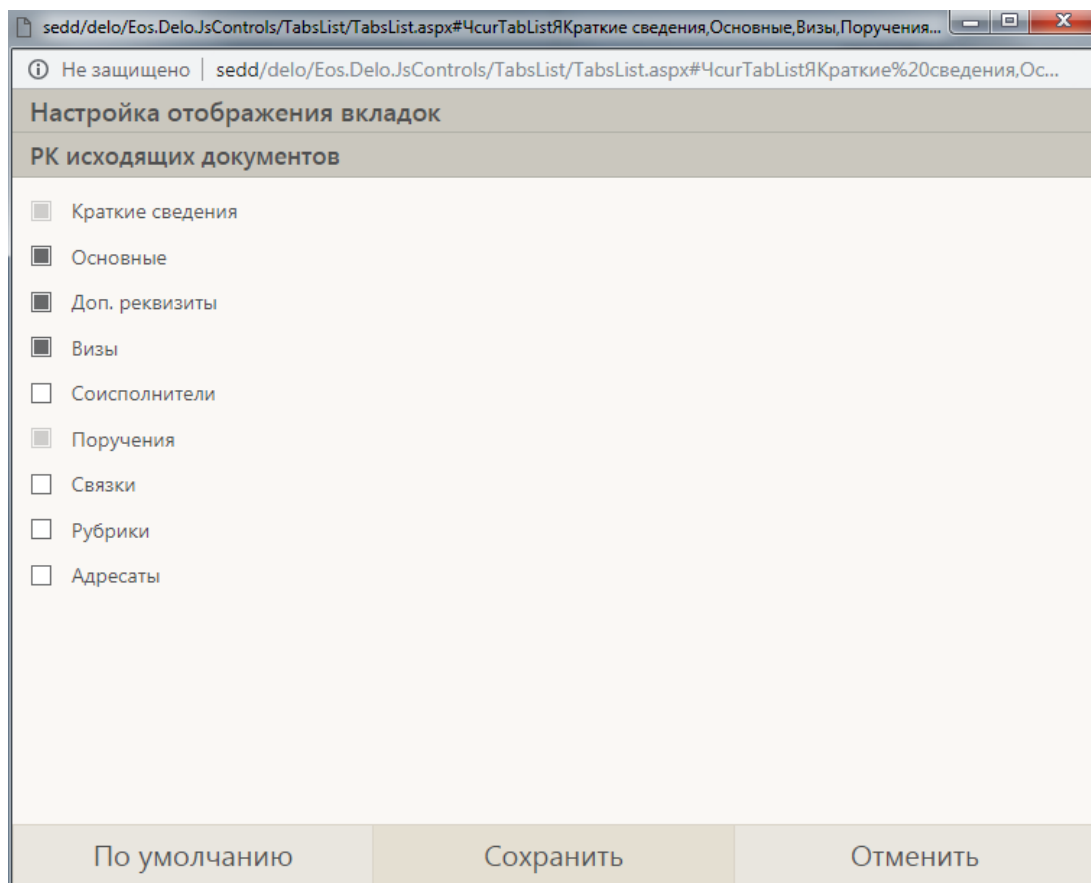 sedd/delo/Eos.Delo.JsControls/TabsList/TabsList.aspx#ЧcurTabListЯКраткие сведения,Основные,Визы,Поручения...
Не защищено | sedd/delo/Eos.Delo.JsControls/TabsList/TabsList.aspx#ЧcurTabListЯКраткие%20сведения,Ос...
Настройка отображения вкладок
РК исходящих документов
Краткие сведения
Основные
Доп. реквизиты
Визы
Соисполнители
Поручения
Связки
Рубрики
Адресаты
По умолчанию Сохранить Отменить